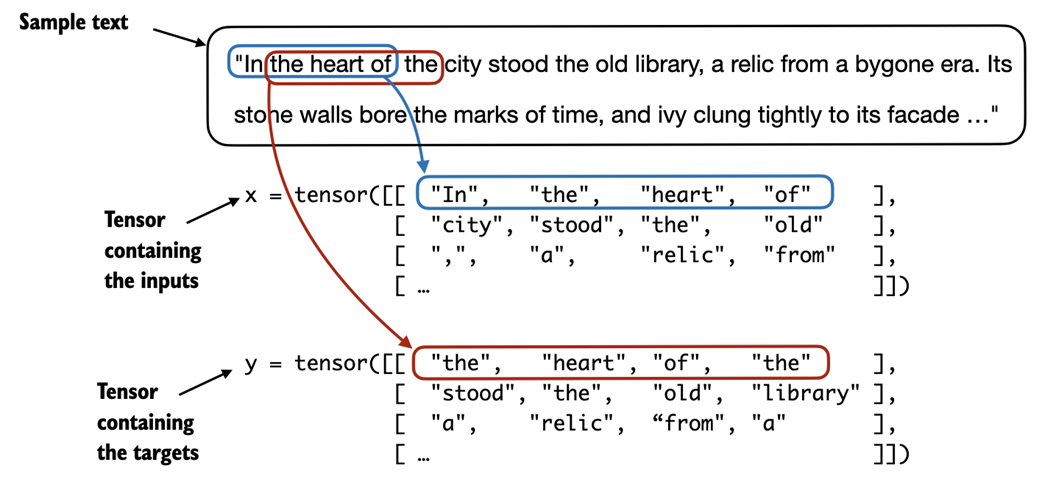 Sample text
"In the heart of the city stood the old library, a relic from a bygone era. Its
stone walls bore the marks of time, and ivy clung tightly to its facade ..."
x = tensor([[ "In", "the", "heart", "of" ],
[ "city", "stood", "the", "old" ],
[ ",", "a", "relic", "from" ],
[ … ]])
Tensor
containing
the inputs
y = tensor([[ "the", "heart", "of", "the" ],
[ "stood", "the", "old", "library" ],
[ "a", "relic", “from", "a" ],
[ … ]])
Tensor
containing
the targets